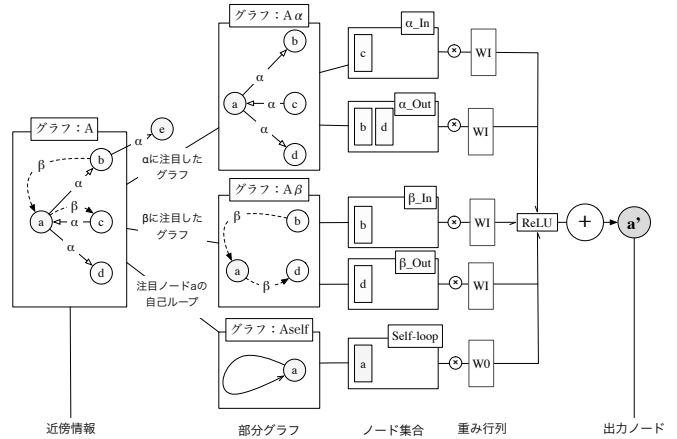 グラフ：A
β
b
α
e
a
β
α
c
α
α
d
αに注目した
グラフ
βに注目した
グラフ
注目ノードaの
自己ループ
グラフ：Aα
b
α
a
α
c
α
d
グラフ：Aβ
β
b
a
β
d
グラフ：Aself
a
α_In
c
WI
α_Out
b d
WI
β_In
b
WI
β_Out
d
WI
Self-loop
a
W0
ReLU
+
a’
近傍情報
部分グラフ
ノード集合
重み行列
出力ノード